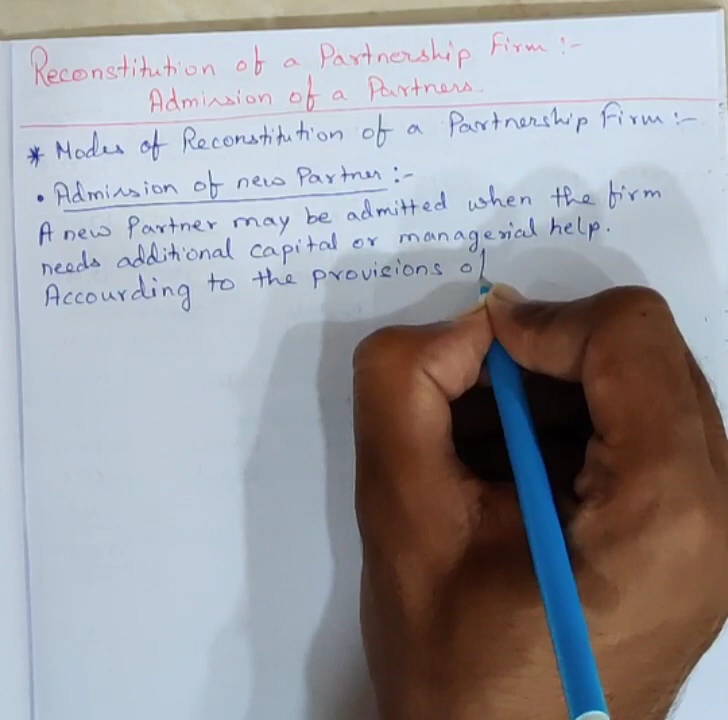 Reconstitution of a Partnership Firm :-
Admission of a Partners.
* Modes of Reconstitution of a Partnership Firm :-
• Admission of new Partner :-
A new Partner may be admitted when the firm
needs additional capital or managerial help.
Accourding to the provisions of